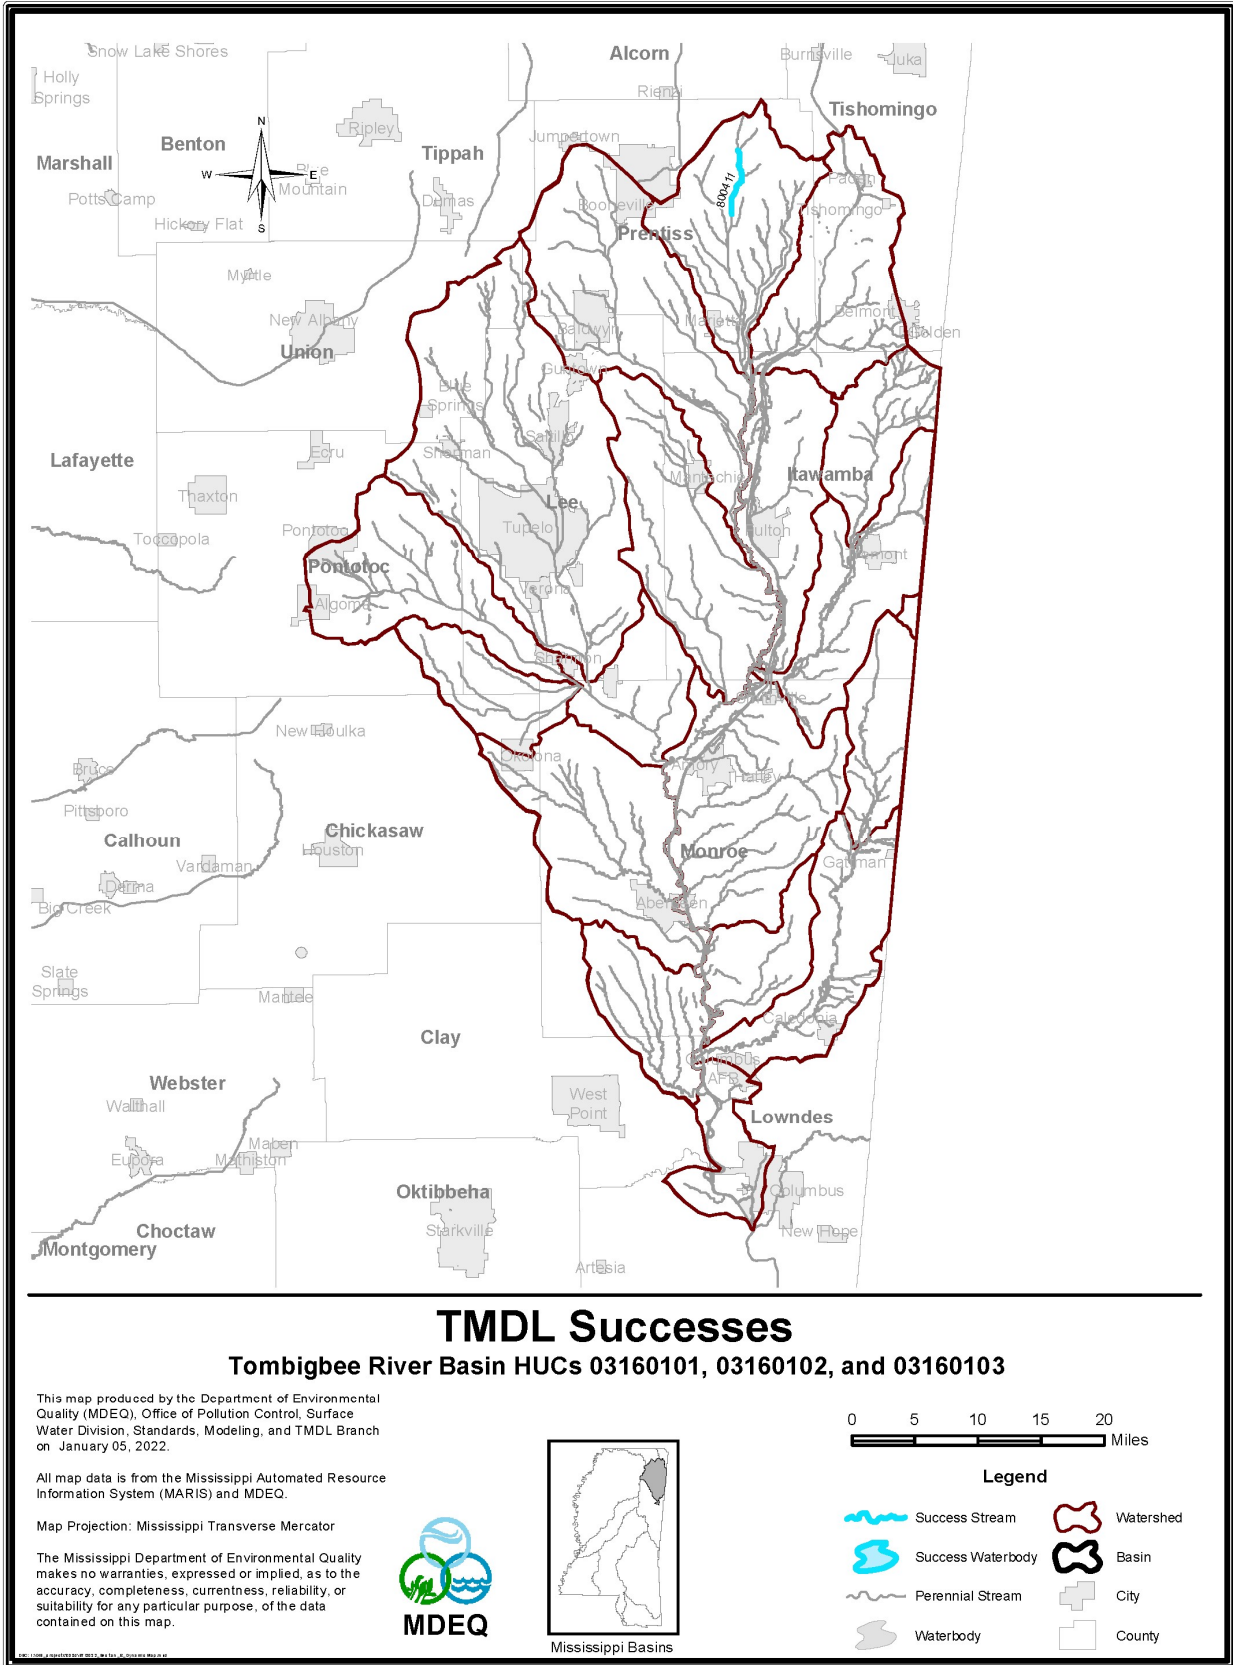 Snow Lake Shores
Alcorn
Burnsville
Iuka
Holly
Springs
Rienzi
Tishomingo
Ripley
Jumpertown
Benton
N
Tippah
Marshall
W
E
S
Blue
Mountain
Paden
Potts Camp
Dumas
Booneville
800411
Tishomingo
Hickory Flat
Prentiss
Myrtle
New Albany
Baldwyn
Marietta
Belmont
Golden
Union
Guntown
Blue
Springs
Saltillo
Lafayette
Ecru
Sherman
Mantachie
Itawamba
Thaxton
Lee
Tupelo
Fulton
Toccopola
Pontotoc
Tremont
Pontotoc
Verona
Algoma
Shannon
Smithville
New Houlka
Okolona
Amory
Hatley
Bruce
Pittsboro
Calhoun
Chickasaw
Houston
Monroe
Vardaman
Gattman
Derma
Big Creek
Aberdeen
Slate
Springs
Mantee
Caledonia
Clay
Columbus
AFB
Webster
West
Point
Walthall
Lowndes
Maben
Eupora
Mathiston
Oktibbeha
Columbus
Choctaw
Starkville
New Hope
Montgomery
Artesia
TMDL Successes
Tombigbee River Basin HUCs 03160101, 03160102, and 03160103
This map produced by the Department of Environmental
Quality (MDEQ), Office of Pollution Control, Surface
Water Division, Standards, Modeling, and TMDL Branch
on January 05, 2022.
All map data is from the Mississippi Automated Resource
Information System (MARIS) and MDEQ.
Map Projection: Mississippi Transverse Mercator
The Mississippi Department of Environmental Quality
makes no warranties, expressed or implied, as to the
accuracy, completeness, currentness, reliability, or
suitability for any particular purpose, of the data
contained on this map.
MDEQ
Mississippi Basins
0 5 10 15 20
Miles
Legend
Success Stream
Watershed
Success Waterbody
Basin
Perennial Stream
City
Waterbody
County